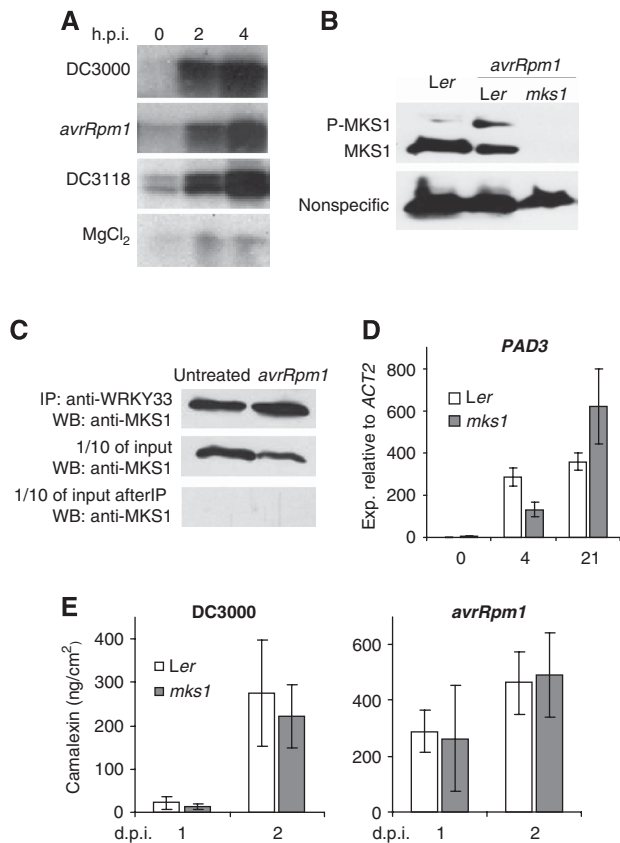 A
h.p.i. 0 2 4
DC3000
avrRpm1
DC3118
MgCl2
B
Ler avrRpm1
Ler mks1
P-MKS1
MKS1
Nonspecific
C
Untreated avrRpm1
IP: anti-WRKY33
WB: anti-MKS1
1/10 of input
WB: anti-MKS1
1/10 of input afterIP
WB: anti-MKS1
D
PAD3
Exp. relative to ACT2
800
600
400
200
0
Ler
mks1
0 4 21
E
DC3000
Camalexin (ng/cm2)
400
300
200
100
0
Ler
mks1
d.p.i. 1 2
avrRpm1
600
400
200
0
d.p.i. 1 2